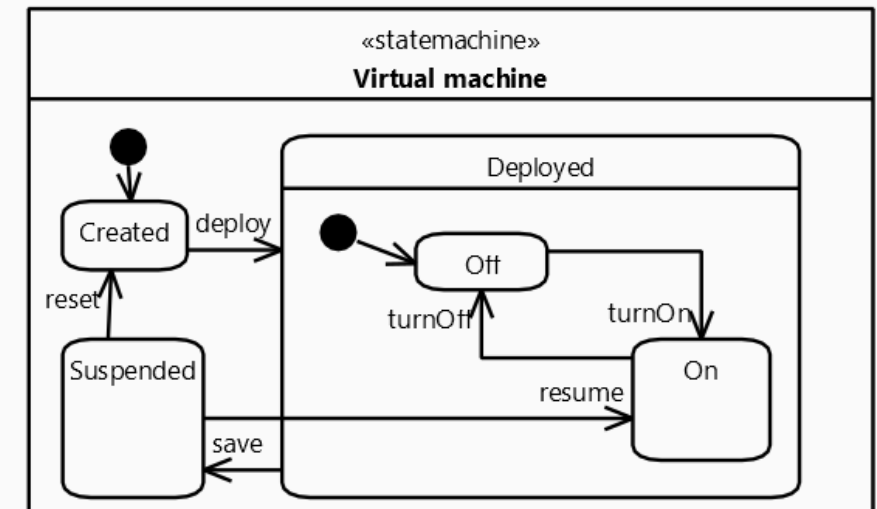 «statemachine»
Virtual machine
Deployed
Created
deploy
Off
reset
turnOff
turnOn
Suspended
On
resume
save